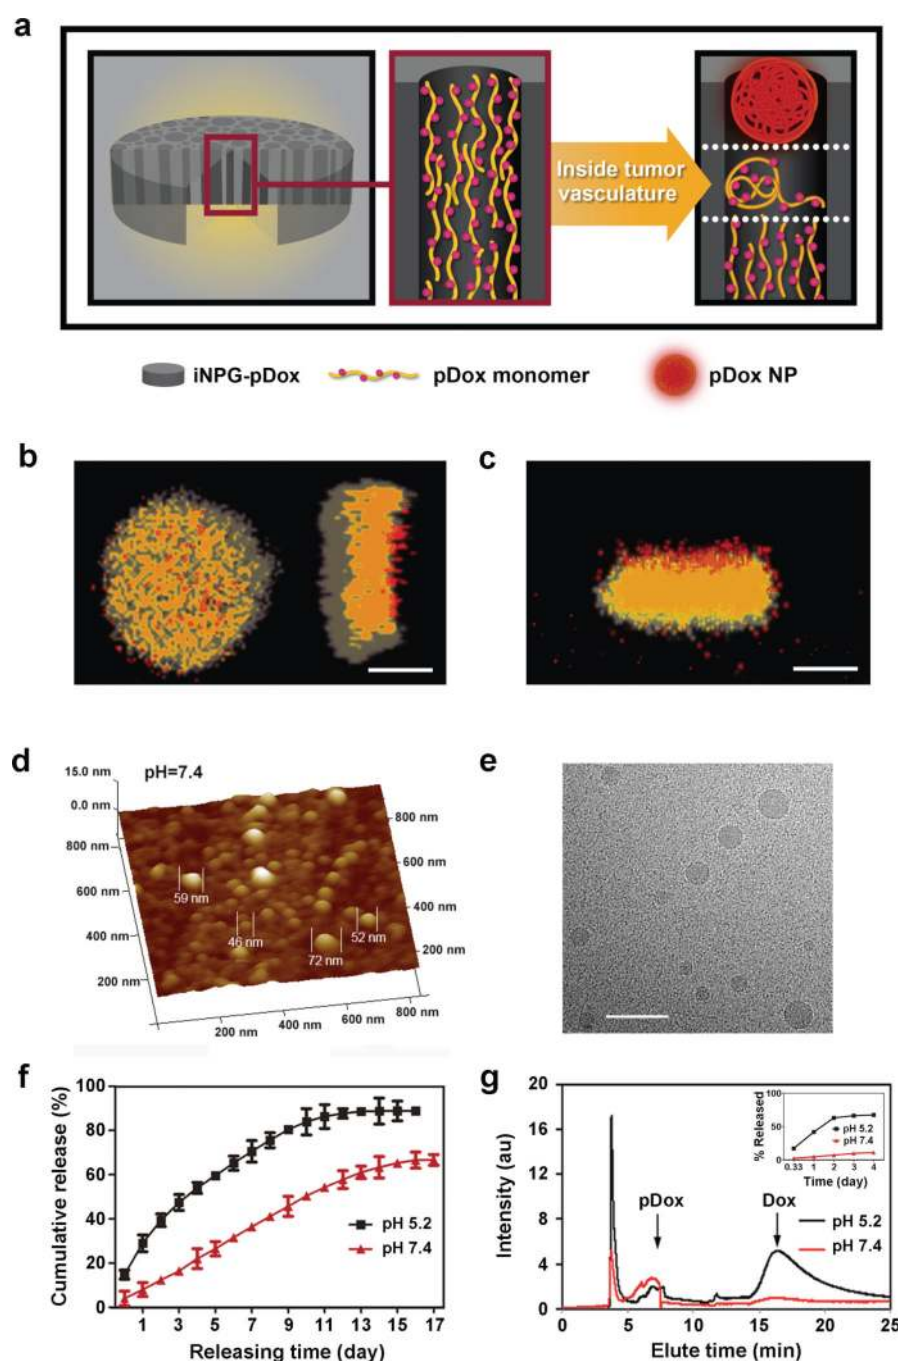 a
Inside tumor
vasculature
iNPG-pDox
pDox monomer
pDox NP
b
c
d
pH=7.4
15.0 nm
0.0 nm
800 nm
600 nm
400 nm
200 nm
800 nm
600 nm
400 nm
200 nm
59 nm
46 nm
72 nm
52 nm
200 nm
400 nm
600 nm
800 nm
e
f
Cumulative release (%)
100
80
60
40
20
0
pH 5.2
pH 7.4
1 3 5 7 9 11 13 15 17
Releasing time (day)
g
Intensity (au)
20
16
12
8
4
0
pDox
Dox
pH 5.2
pH 7.4
0 5 10 15 20 25
Elute time (min)
% Released
100
50
0
pH 5.2
pH 7.4
0.33 1 2 3 4
Time (day)